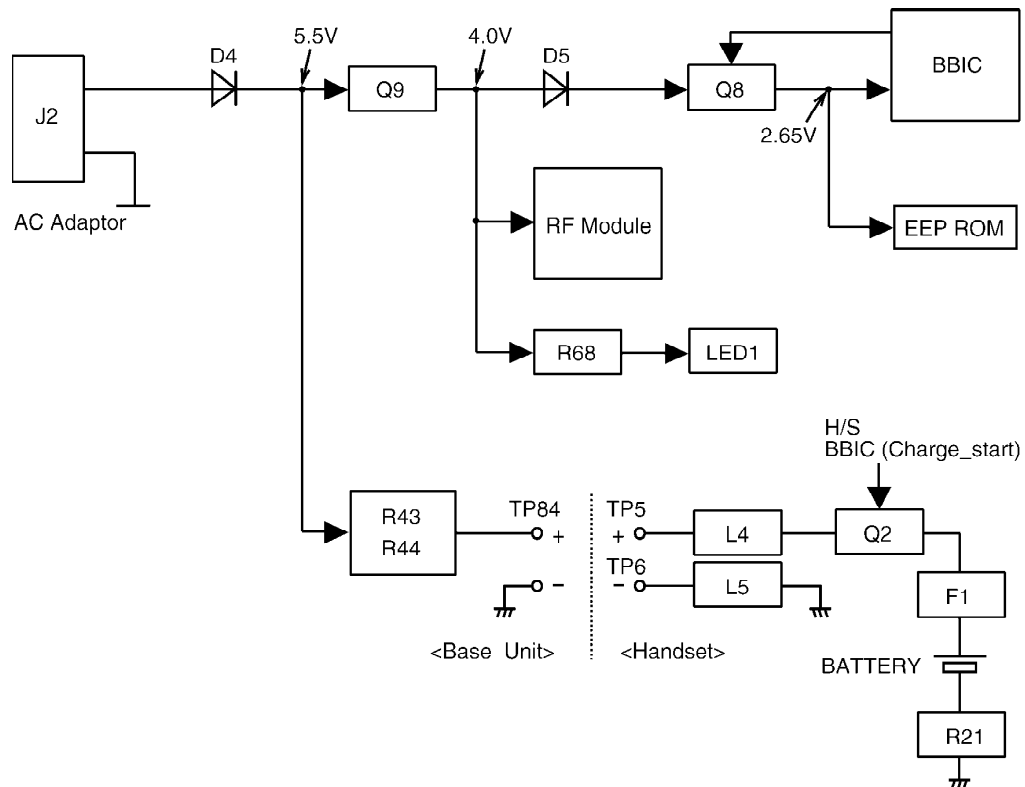 5.5V
4.0V
D4
D5
J2
Q9
Q8
BBIC
2.65V
AC Adaptor
RF Module
EEP ROM
R68
LED1
H/S
BBIC (Charge_start)
R43
R44
TP84
+
−
TP5
+
TP6
−
L4
L5
Q2
F1
<Base Unit>
<Handset>
BATTERY
R21